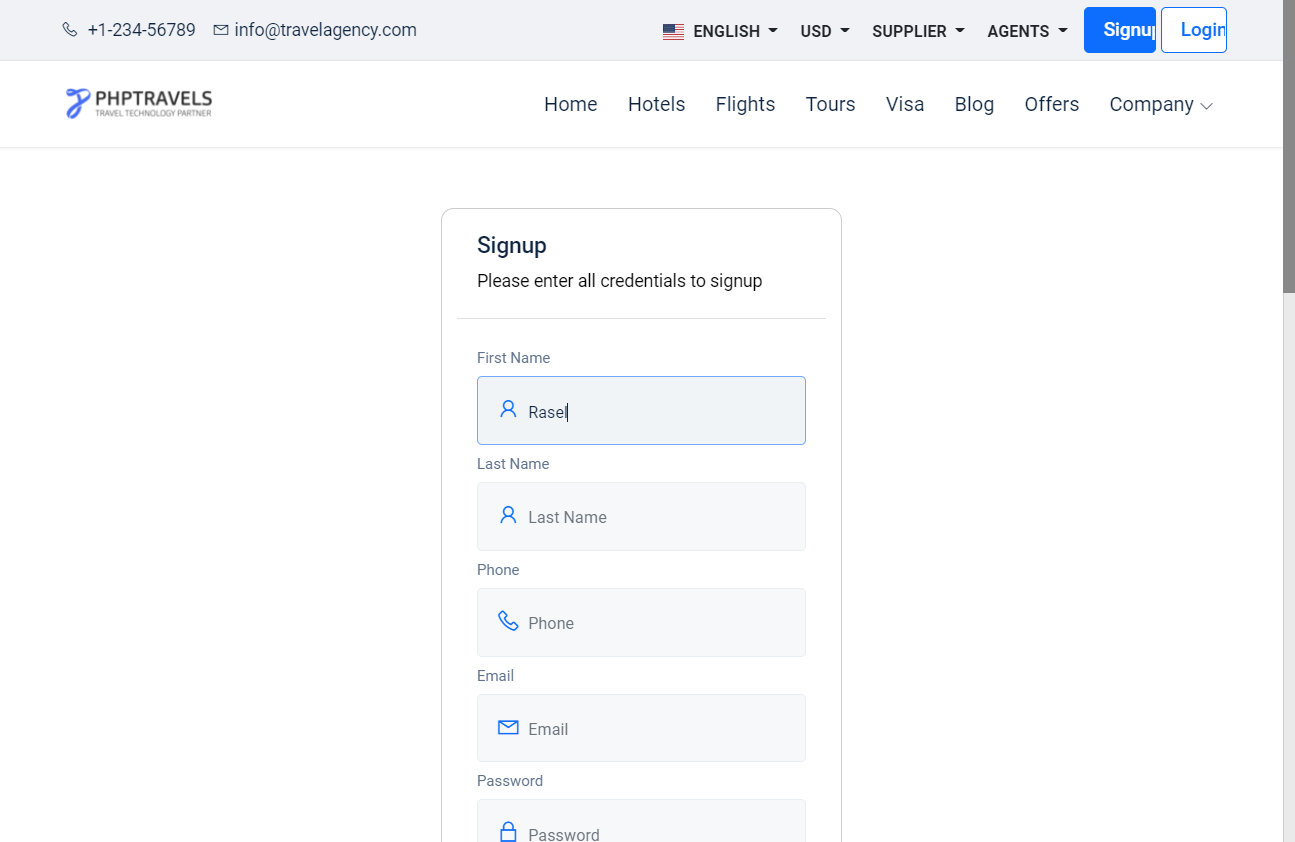 +1-234-56789 info@travelagency.com ENGLISH USD SUPPLIER AGENTS Signup Login
PHPTRAVELS
TRAVEL TECHNOLOGY PARTNER
Home Hotels Flights Tours Visa Blog Offers Company
Signup
Please enter all credentials to signup
First Name
Rasel
Last Name
Last Name
Phone
Phone
Email
Email
Password
Password